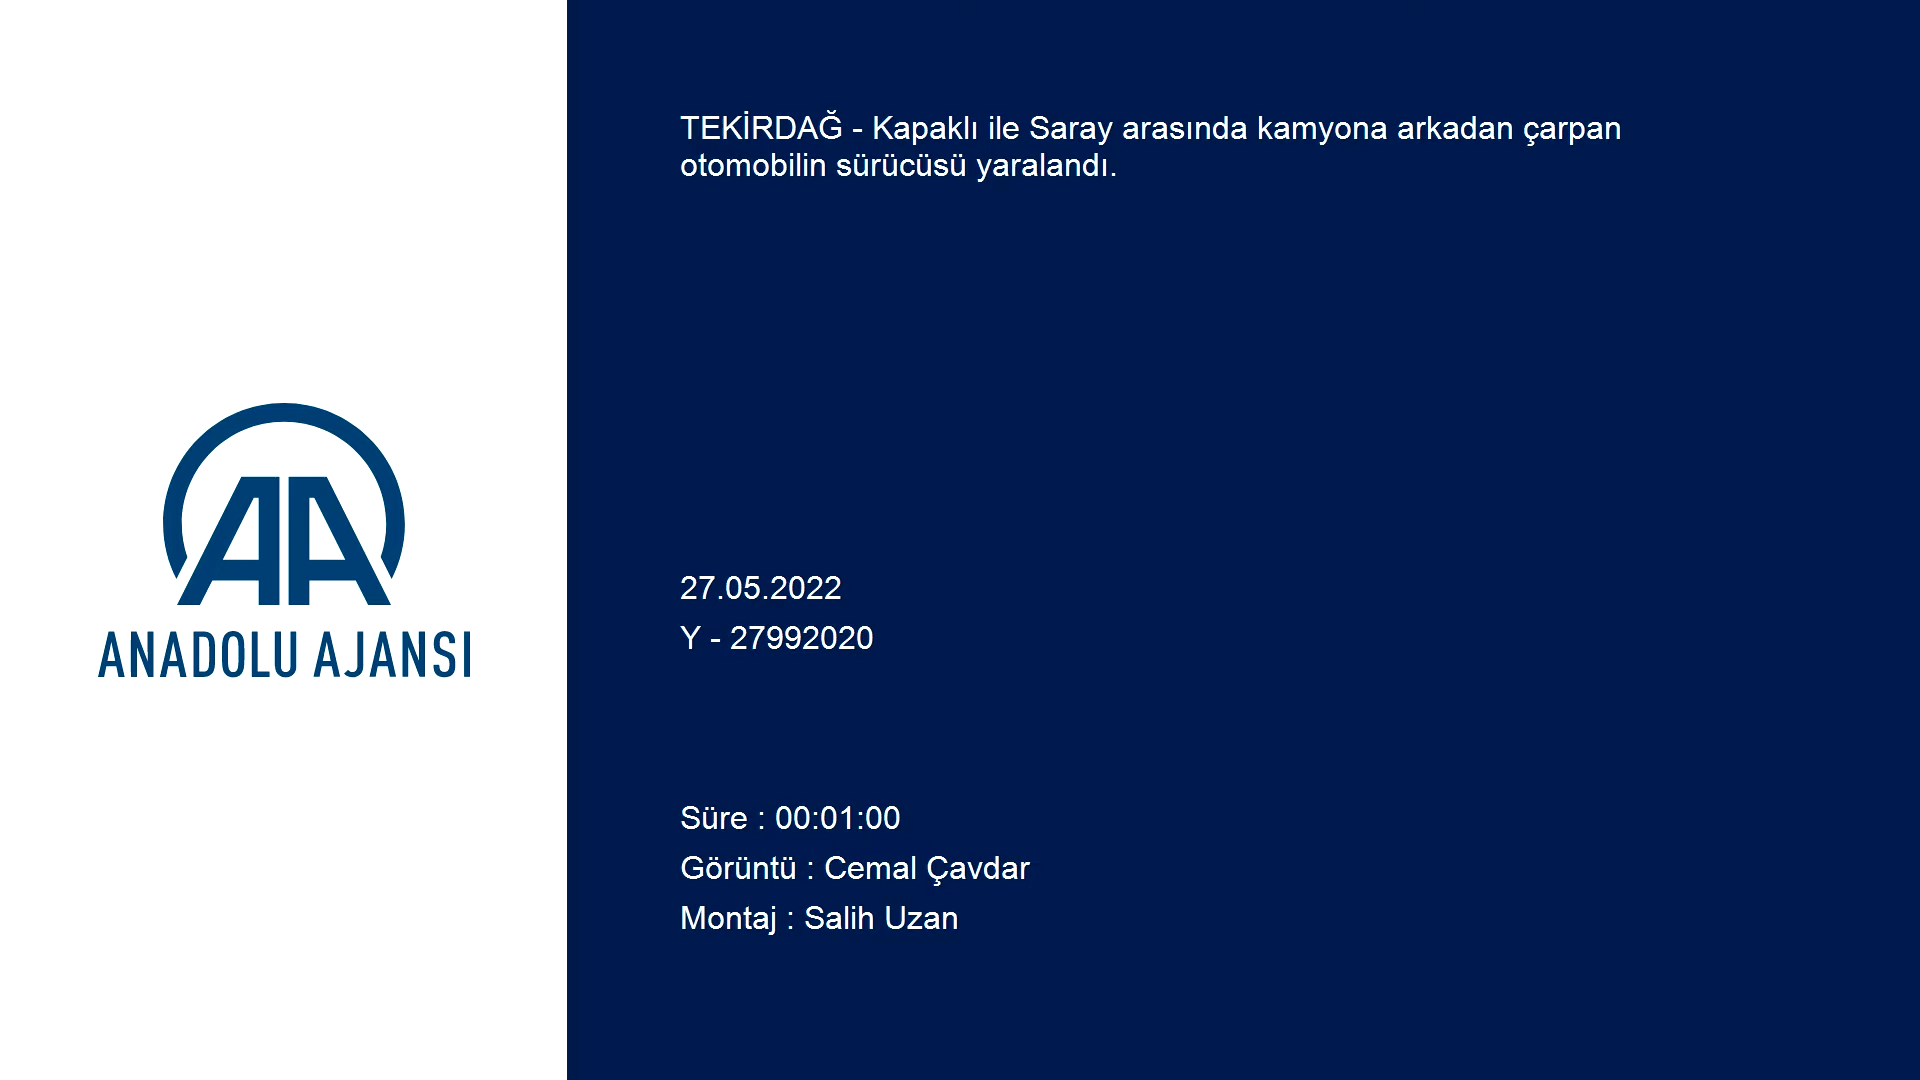 TEKİRDAĞ - Kapaklı ile Saray arasında kamyona arkadan çarpan
otomobilin sürücüsü yaralandı.
AA
ANADOLU AJANSI
27.05.2022
Y - 27992020
Süre : 00:01:00
Görüntü : Cemal Çavdar
Montaj : Salih Uzan